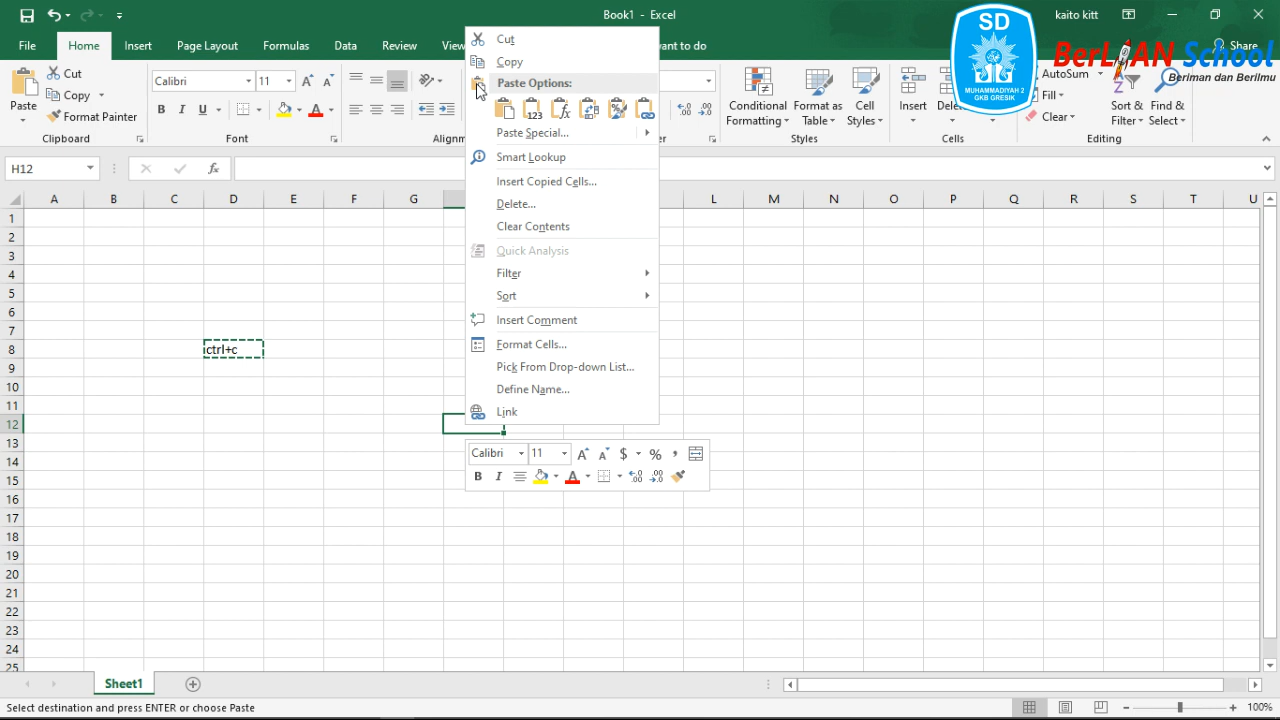 Book1 - Excel
kaito kitt
File Home Insert Page Layout Formulas Data Review want to do Share
Paste
Cut
Copy
Format Painter
Clipboard
Calibri 11
B I U
Font
Conditional Formatting
Format as Table
Cell Styles
Styles
Insert
Cells
AutoSum
Fill
Clear
Sort & Filter
Find & Select
Editing
SD
MUHAMMADIYAH 2
GKB GRESIK
BerLIAN School
Beriman dan Berilmu
H12
fx
A B C D E F G L M N O P Q R S T U
1
2
3
4
5
6
7
8
9
10
11
12
13
14
15
16
17
18
19
20
21
22
23
24
25
ctrl+c
Cut
Copy
Paste Options:
Paste Special...
Smart Lookup
Insert Copied Cells...
Delete...
Clear Contents
Quick Analysis
Filter
Sort
Insert Comment
Format Cells...
Pick From Drop-down List...
Define Name...
Link
Calibri 11 A A $ % ,
B I A
Sheet1
Select destination and press ENTER or choose Paste
100%